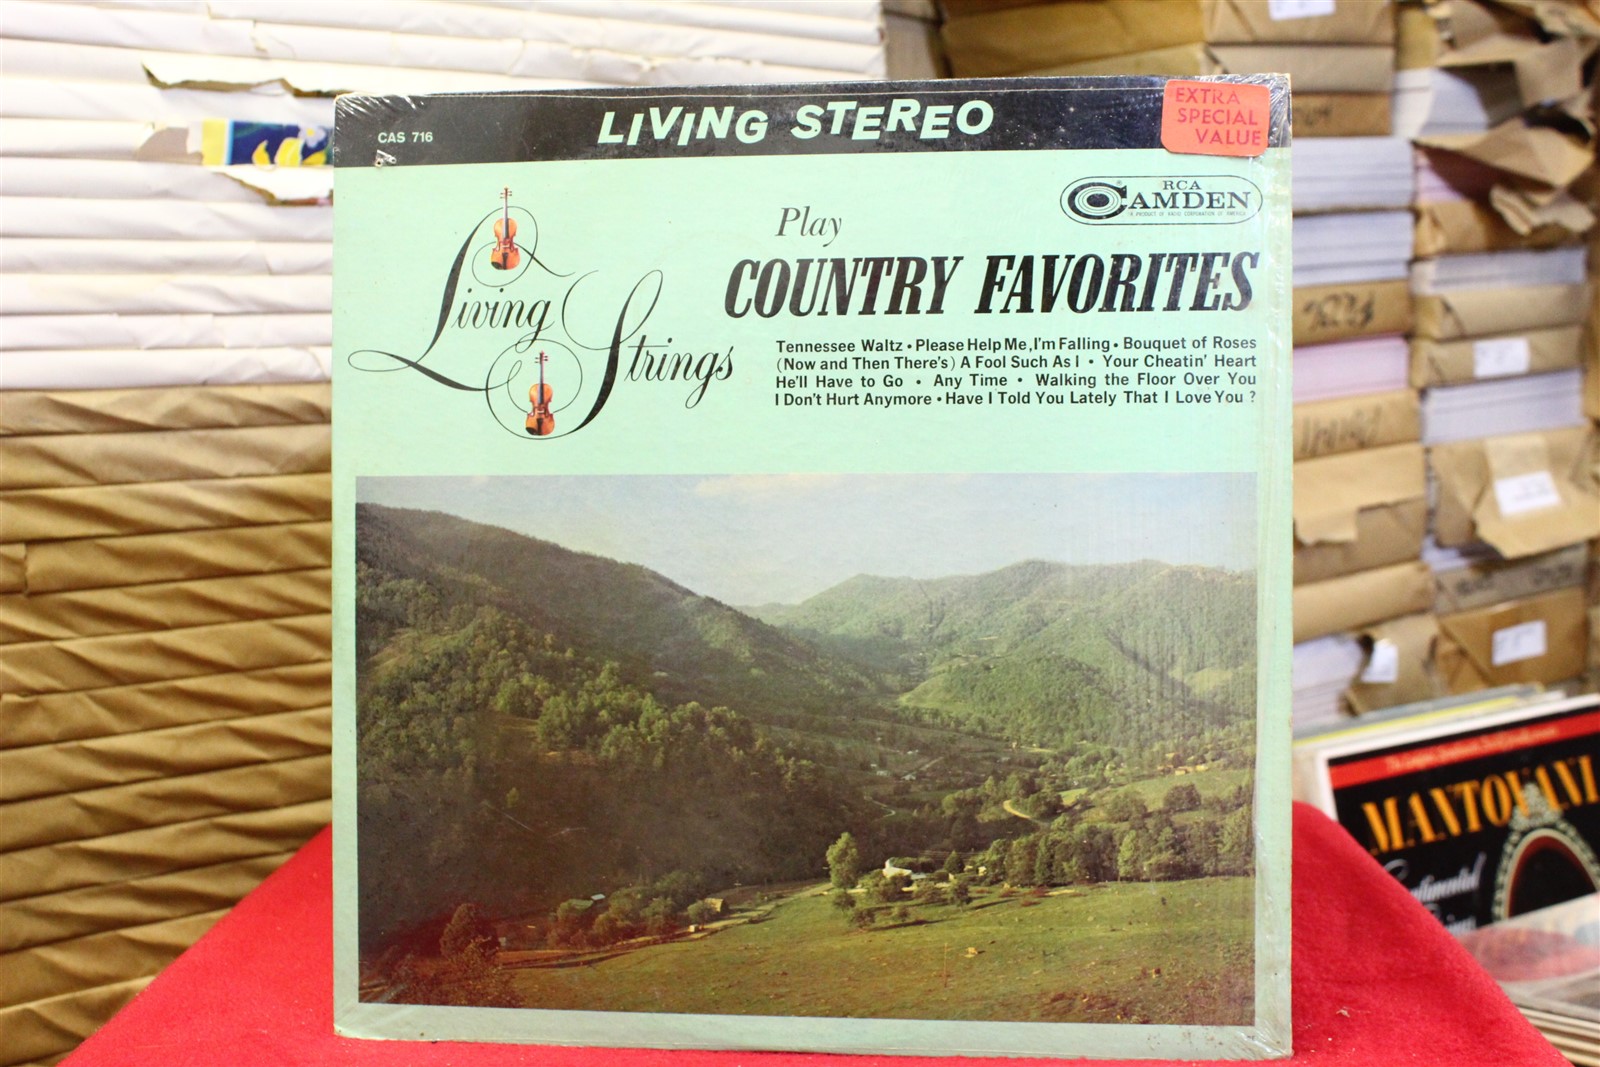 LIVING STEREO
CAS 716
EXTRA
SPECIAL
VALUE
RCA
CAMDEN
Living
Strings
Play
COUNTRY FAVORITES
Tennessee Waltz • Please Help Me, I'm Falling • Bouquet of Roses
(Now and Then There's) A Fool Such As I • Your Cheatin' Heart
He'll Have to Go • Any Time • Walking the Floor Over You
I Don't Hurt Anymore • Have I Told You Lately That I Love You ?
MANTOVANI